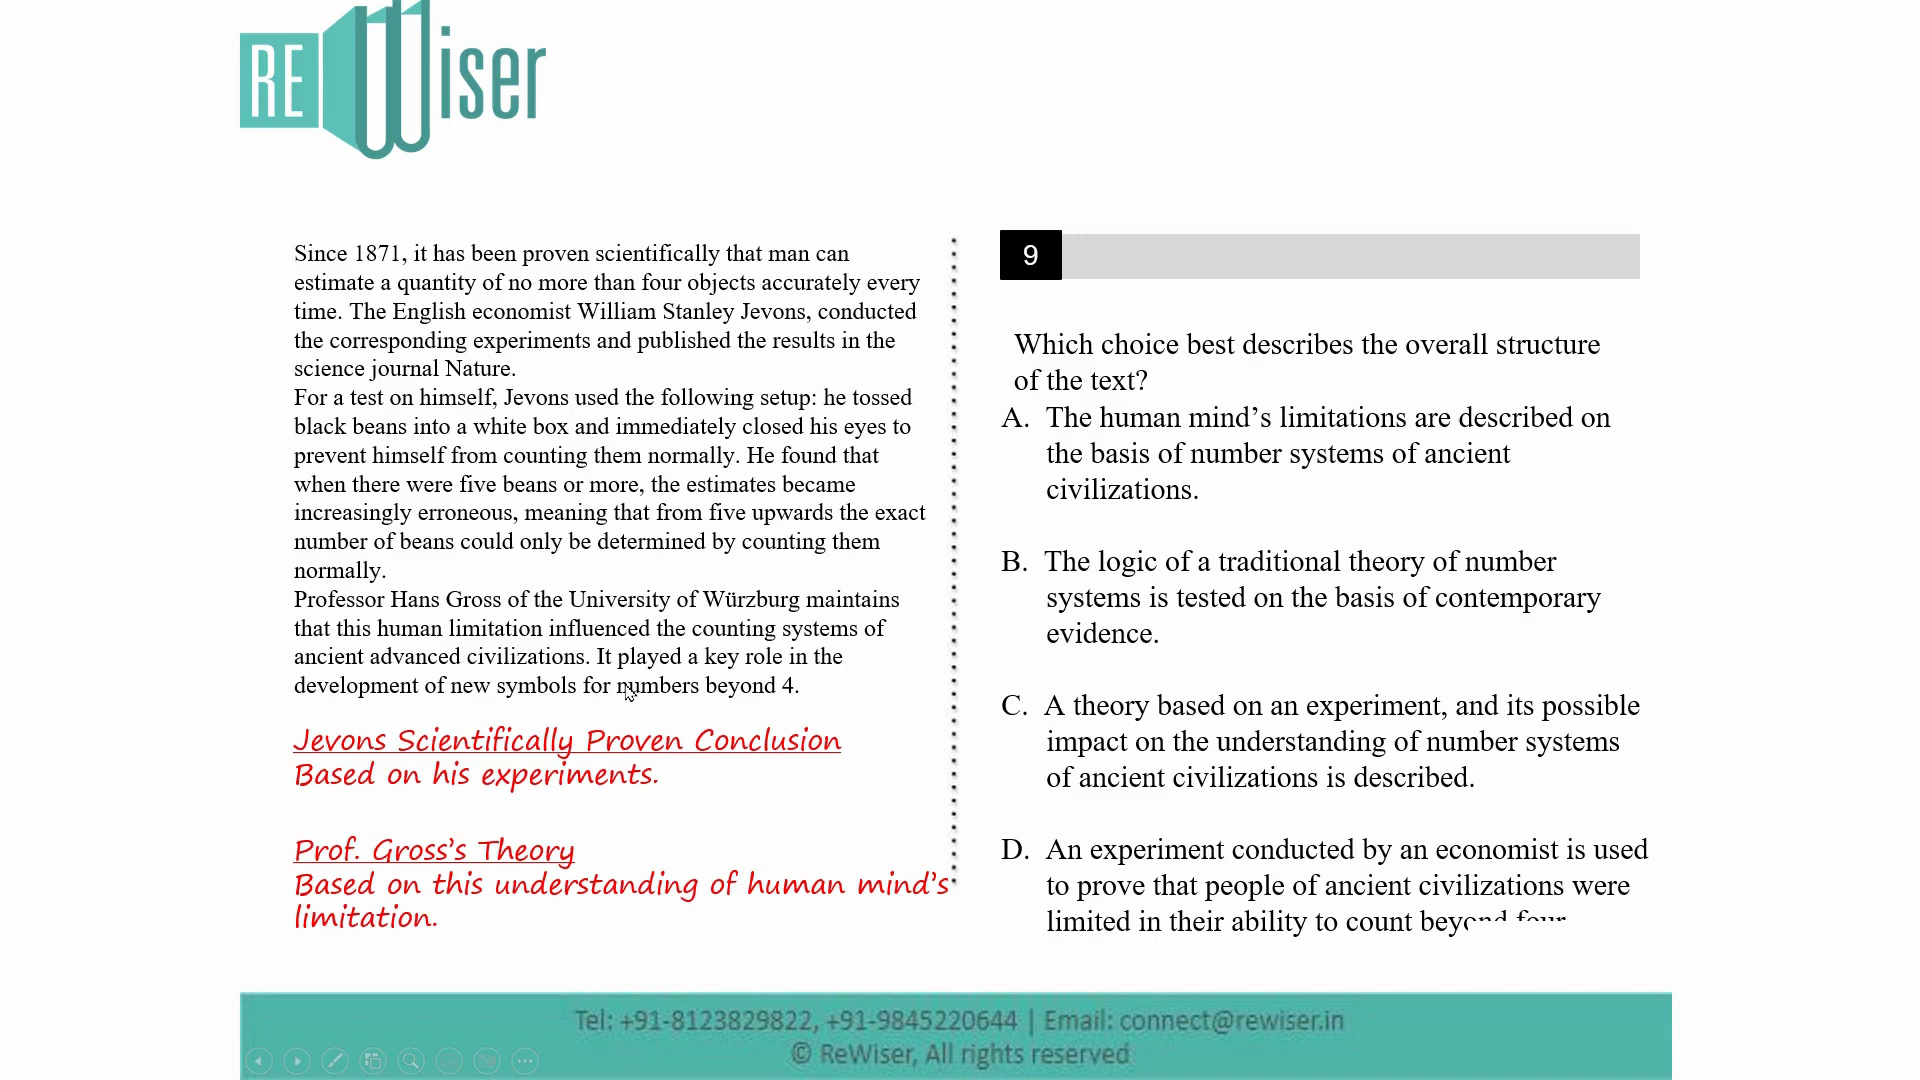 REWiser
Since 1871, it has been proven scientifically that man can
estimate a quantity of no more than four objects accurately every
time. The English economist William Stanley Jevons, conducted
the corresponding experiments and published the results in the
science journal Nature.
For a test on himself, Jevons used the following setup: he tossed
black beans into a white box and immediately closed his eyes to
prevent himself from counting them normally. He found that
when there were five beans or more, the estimates became
increasingly erroneous, meaning that from five upwards the exact
number of beans could only be determined by counting them
normally.
Professor Hans Gross of the University of Würzburg maintains
that this human limitation influenced the counting systems of
ancient advanced civilizations. It played a key role in the
development of new symbols for numbers beyond 4.
Jevons Scientifically Proven Conclusion
Based on his experiments.
Prof. Gross's Theory
Based on this understanding of human mind's
limitation.
9
Which choice best describes the overall structure
of the text?
A. The human mind's limitations are described on
the basis of number systems of ancient
civilizations.
B. The logic of a traditional theory of number
systems is tested on the basis of contemporary
evidence.
C. A theory based on an experiment, and its possible
impact on the understanding of number systems
of ancient civilizations is described.
D. An experiment conducted by an economist is used
to prove that people of ancient civilizations were
limited in their ability to count beyond four
Tel: +91-8123829822, +91-9845220644 | Email: connect@rewiser.in
© ReWiser, All rights reserved